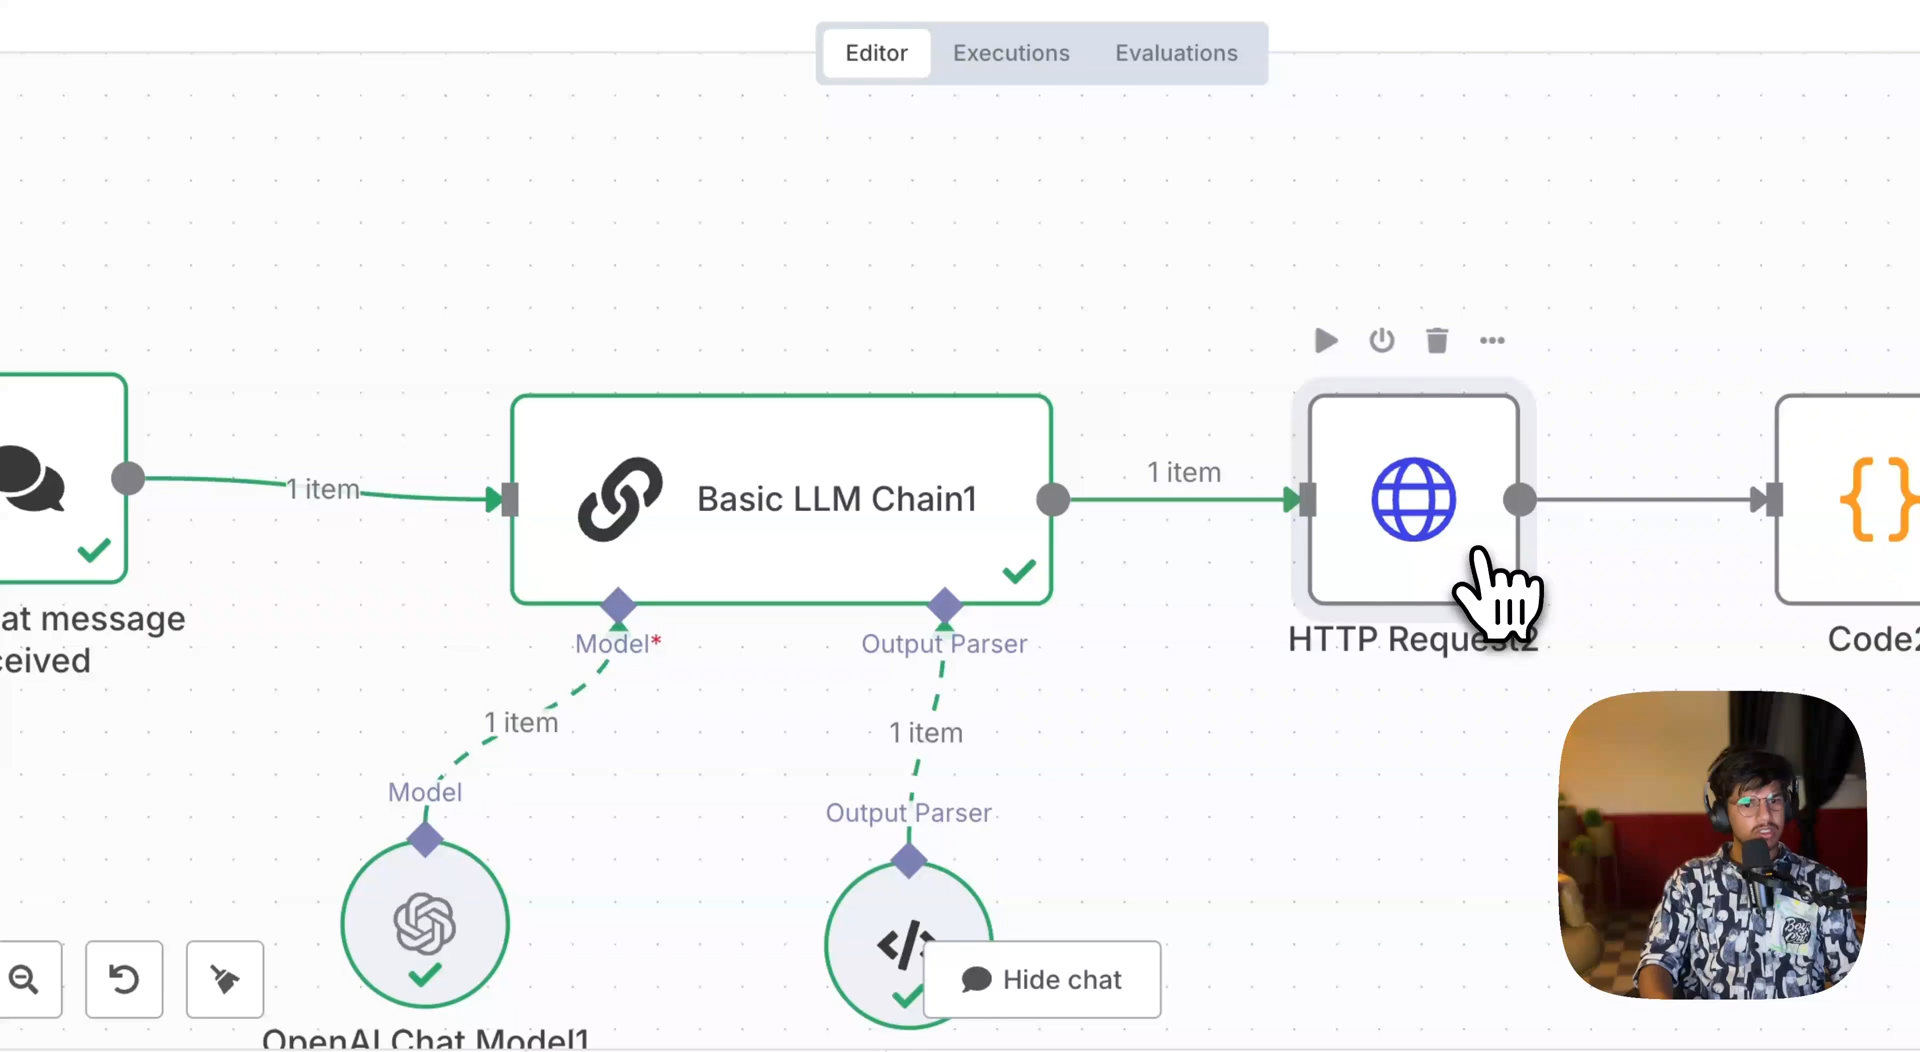 Editor Executions Evaluations
1 item
1 item
Basic LLM Chain1
at message
ceived
Model*
Output Parser
HTTP Request2
Code2
1 item
1 item
Model
Output Parser
Hide chat
OpenAI Chat Model1